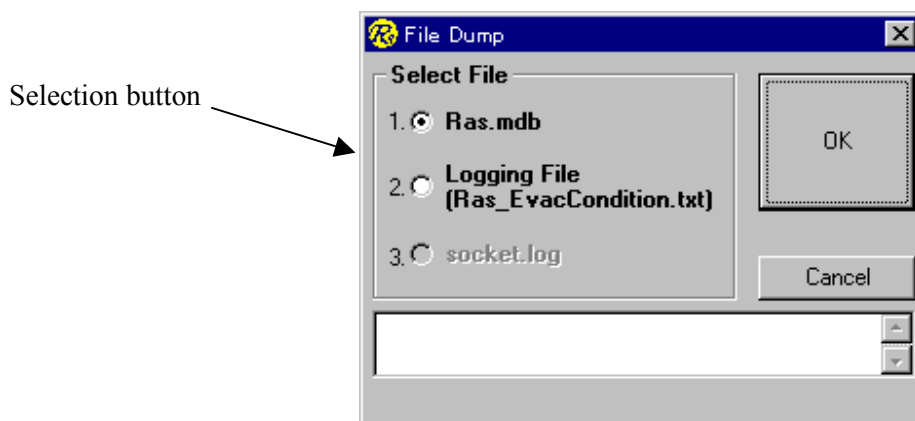 File Dump
Selection button
Select File
1. Ras.mdb
OK
2. Logging File
(Ras_EvacCondition.txt)
3. socket.log
Cancel